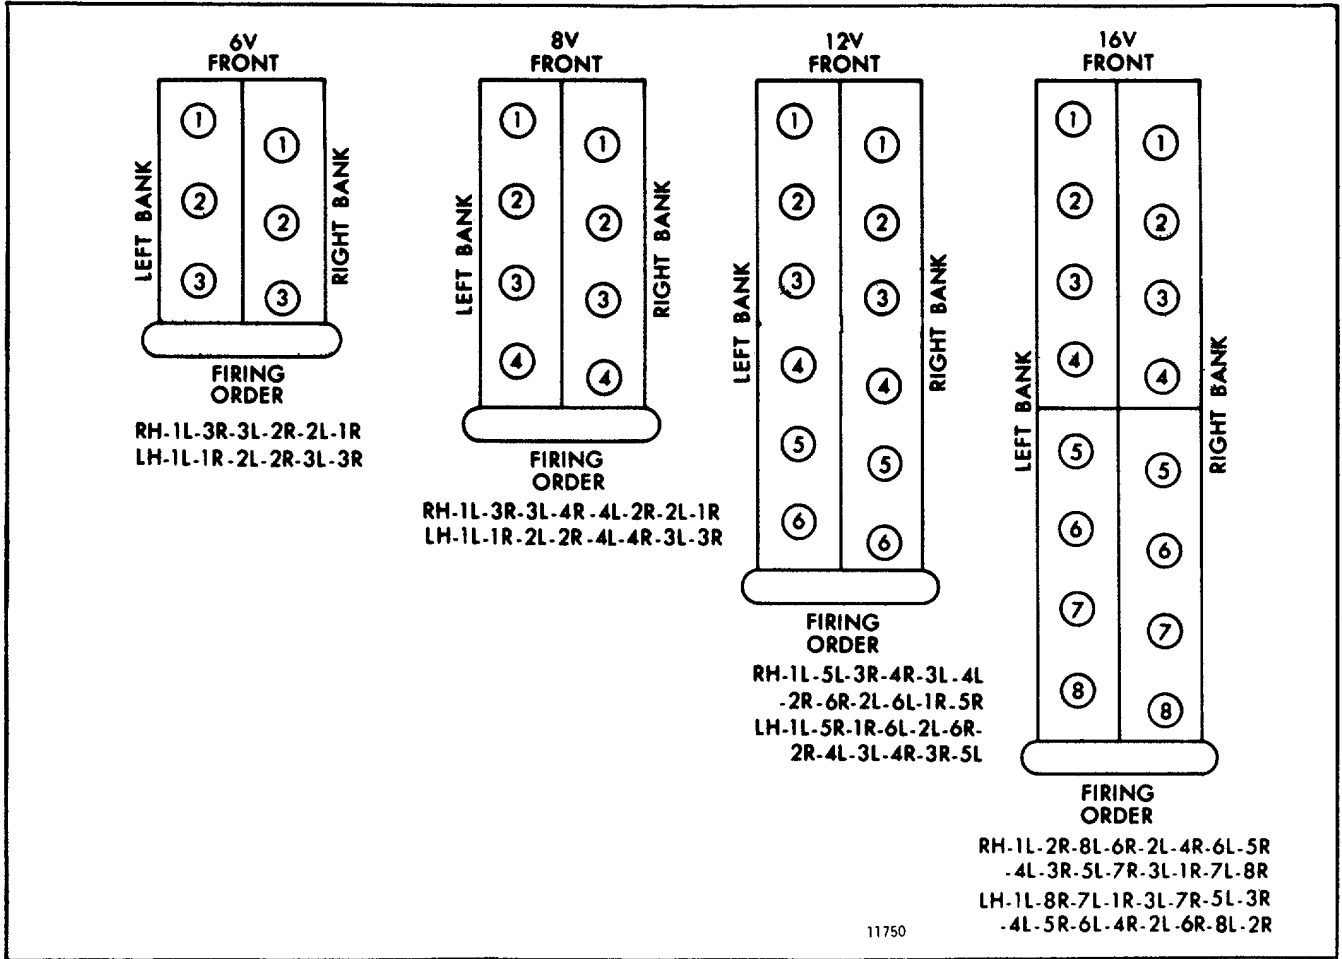 6V
FRONT
LEFT BANK
1
2
3
1
2
3
RIGHT BANK
FIRING
ORDER
RH-1L-3R-3L-2R-2L-1R
LH-1L-1R-2L-2R-3L-3R
8V
FRONT
LEFT BANK
1
2
3
4
1
2
3
4
RIGHT BANK
FIRING
ORDER
RH-1L-3R-3L-4R-4L-2R-2L-1R
LH-1L-1R-2L-2R-4L-4R-3L-3R
12V
FRONT
LEFT BANK
1
2
3
4
5
6
1
2
3
4
5
6
RIGHT BANK
FIRING
ORDER
RH-1L-5L-3R-4R-3L-4L
-2R-6R-2L-6L-1R-5R
LH-1L-5R-1R-6L-2L-6R-
2R-4L-3L-4R-3R-5L
16V
FRONT
LEFT BANK
1
2
3
4
5
6
7
8
1
2
3
4
5
6
7
8
RIGHT BANK
FIRING
ORDER
RH-1L-2R-8L-6R-2L-4R-6L-5R
-4L-3R-5L-7R-3L-1R-7L-8R
LH-1L-8R-7L-1R-3L-7R-5L-3R
-4L-5R-6L-4R-2L-6R-8L-2R
11750